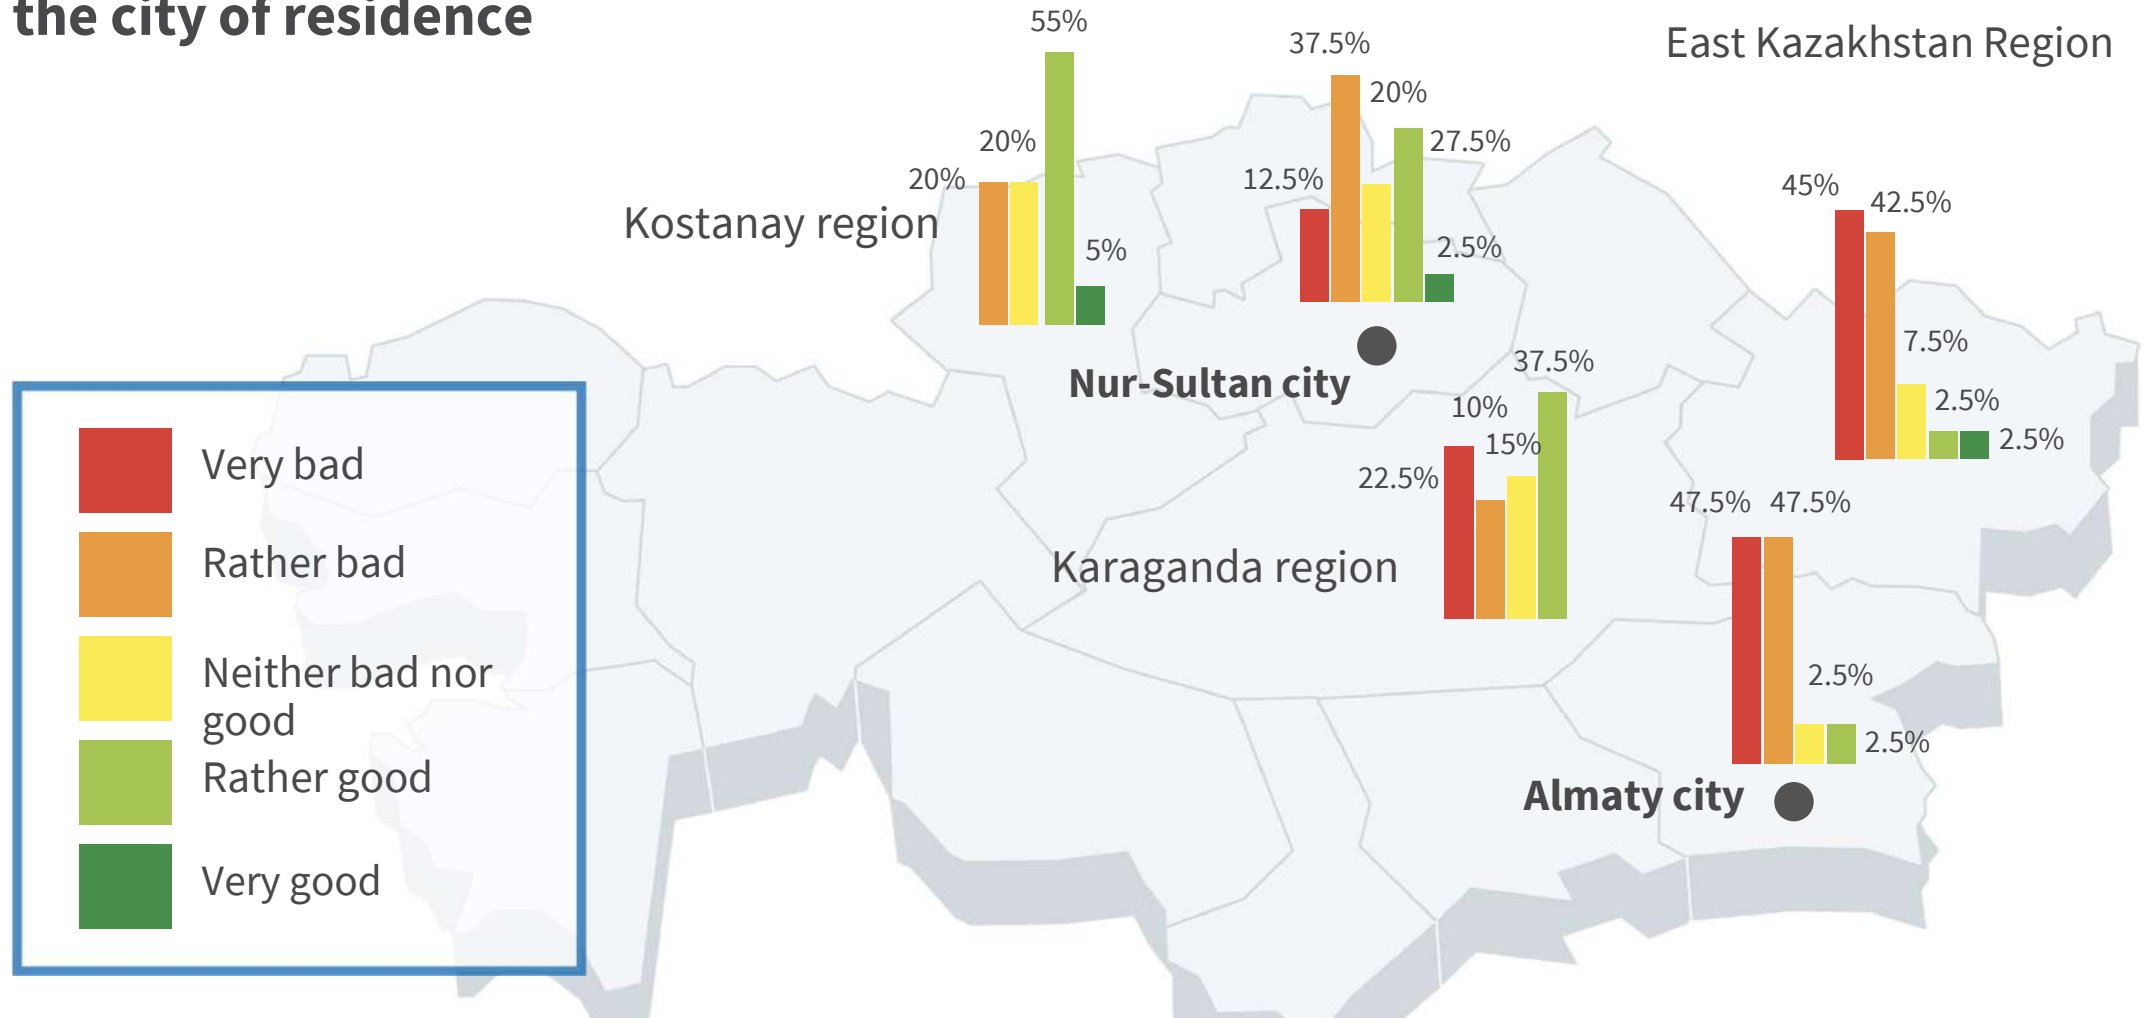 the city of residence
55%
37.5%
East Kazakhstan Region
20%
20%
27.5%
20%
12.5%
45%
42.5%
Kostanay region
5%
2.5%
7.5%
37.5%
Nur-Sultan city
10%
2.5%
15%
2.5%
22.5%
47.5% 47.5%
Karaganda region
2.5%
2.5%
Almaty city
Very bad
Rather bad
Neither bad nor
good
Rather good
Very good